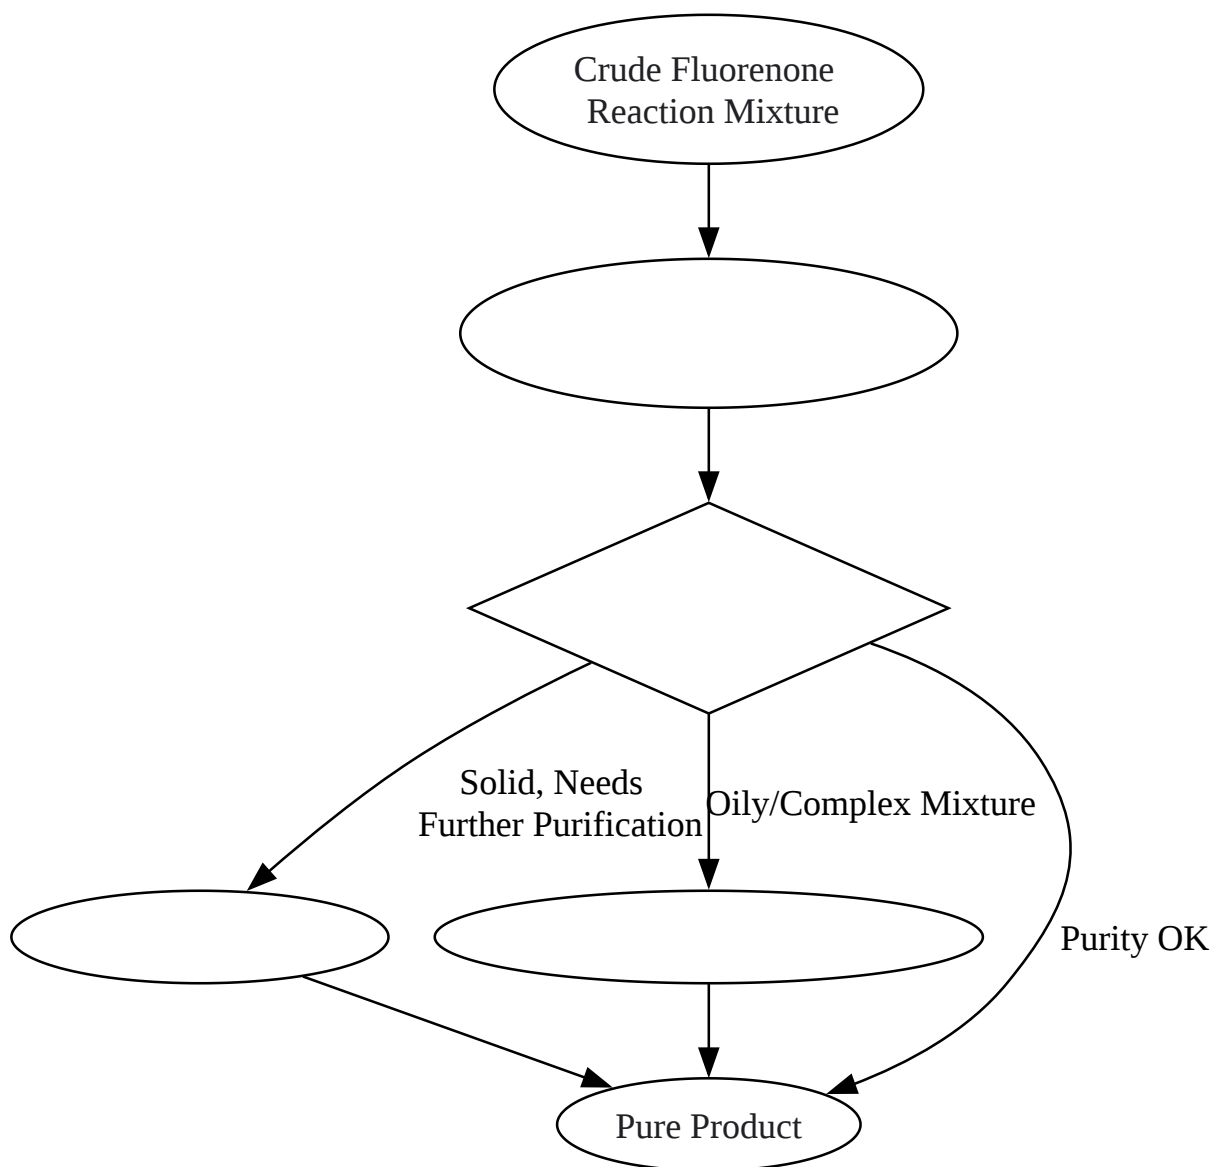 Crude Fluorenone
Reaction Mixture
Solid, Needs
Further Purification
Oily/Complex Mixture
Purity OK
Pure Product